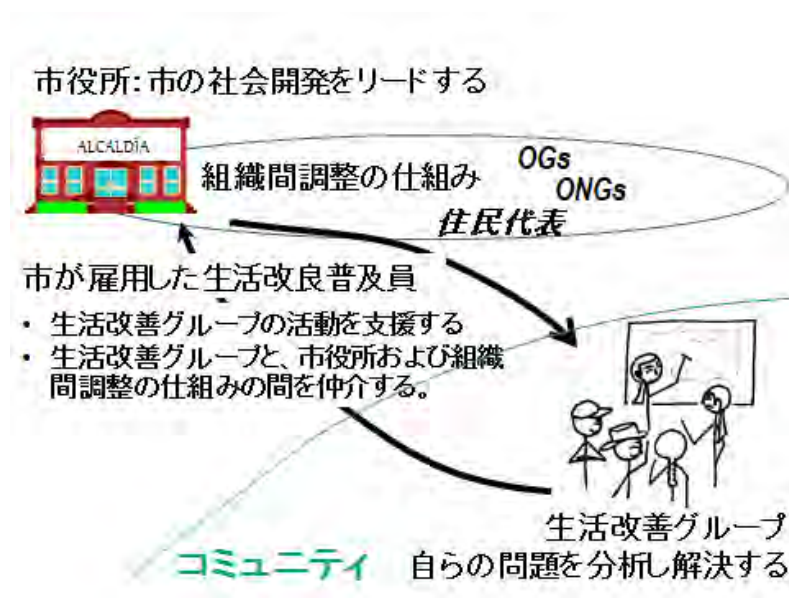 市役所：市の社会開発をリードする
ALCALDÍA
組織間調整の仕組み
OGs
ONGs
住民代表
市が雇用した生活改良普及員
・ 生活改善グループの活動を支援する
・ 生活改善グループと、市役所および組織
間調整の仕組みの間を仲介する。
生活改善グループ
コミュニティ
自らの問題を分析し解決する